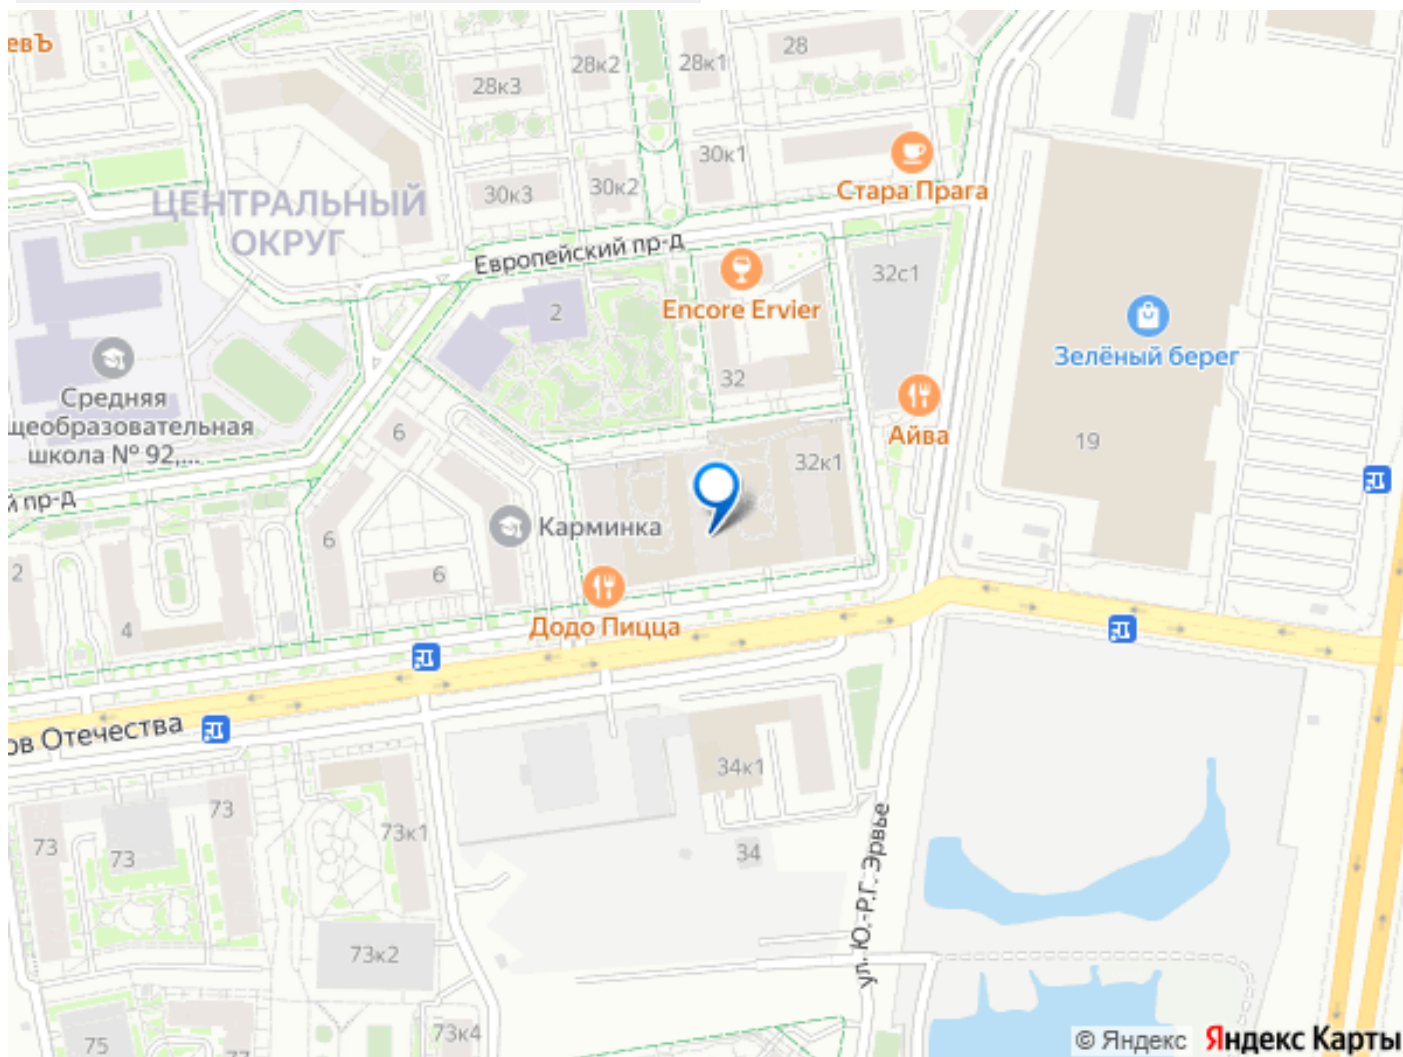 евЪ
28к3
28к2
28к1
28
30к3
30к2
30к1
Стара Прага
ЦЕНТРАЛЬНЫЙ
ОКРУГ
Европейский пр-д
Encore Ervier
32с1
2
32
Зелёный берег
Средняя
щеобразовательная
школа № 92,...
6
Айва
19
32к1
й пр-д
6
Карминка
2
6
4
Додо Пицца
ов Отечества
34к1
73
73
73
73к1
34
ул. Ю.-Р.Г. Эрвье
73к2
73к4
75
77
© Яндекс
Яндекс Карты